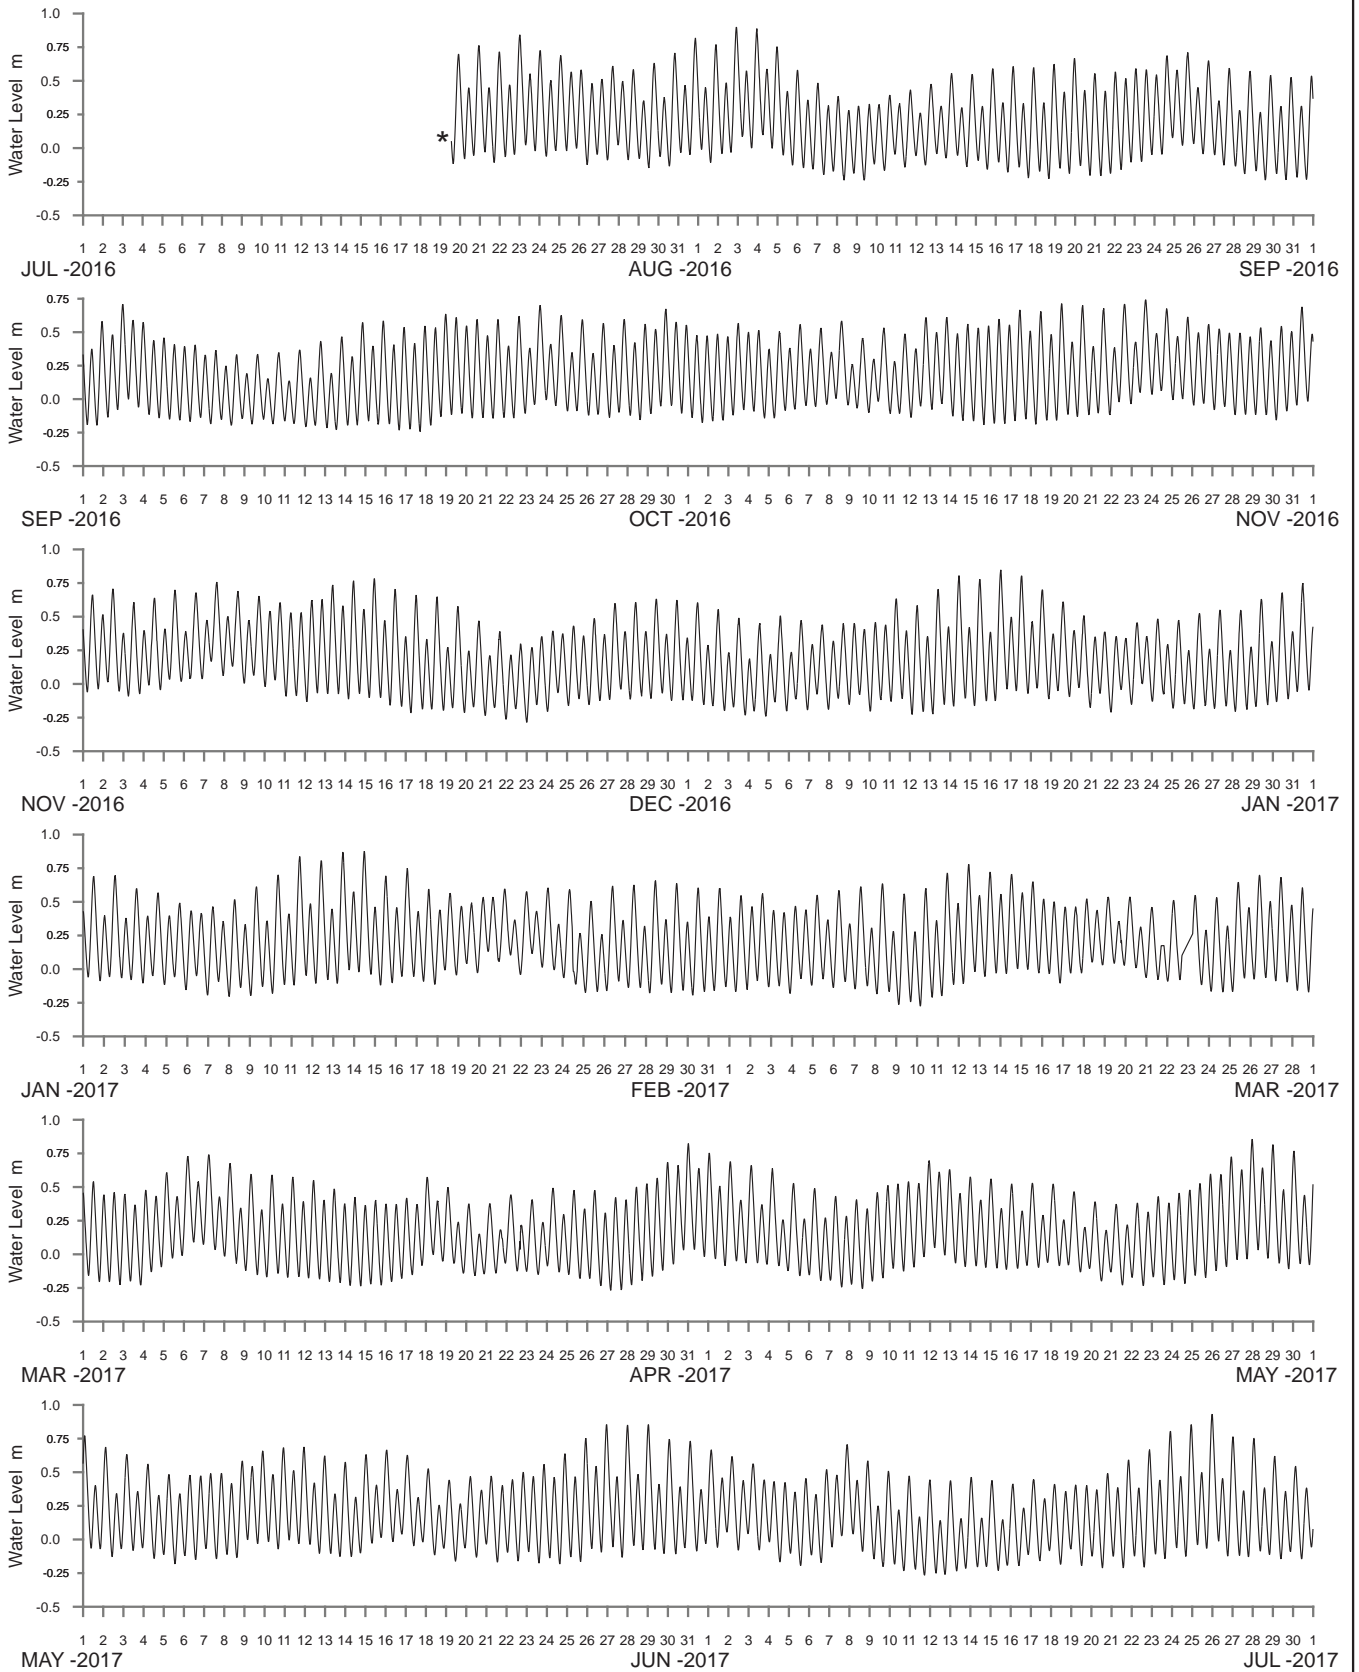 1.0
0.75
0.5
0.25
0.0
-0.25
-0.5
Water Level m
*
1 2 3 4 5 6 7 8 9 10 11 12 13 14 15 16 17 18 19 20 21 22 23 24 25 26 27 28 29 30 31 1 2 3 4 5 6 7 8 9 10 11 12 13 14 15 16 17 18 19 20 21 22 23 24 25 26 27 28 29 30 31 1
JUL -2016 AUG -2016 SEP -2016
0.75
0.5
0.25
0.0
-0.25
-0.5
Water Level m
1 2 3 4 5 6 7 8 9 10 11 12 13 14 15 16 17 18 19 20 21 22 23 24 25 26 27 28 29 30 1 2 3 4 5 6 7 8 9 10 11 12 13 14 15 16 17 18 19 20 21 22 23 24 25 26 27 28 29 30 31 1
SEP -2016 OCT -2016 NOV -2016
1.0
0.75
0.5
0.25
0.0
-0.25
-0.5
Water Level m
1 2 3 4 5 6 7 8 9 10 11 12 13 14 15 16 17 18 19 20 21 22 23 24 25 26 27 28 29 30 1 2 3 4 5 6 7 8 9 10 11 12 13 14 15 16 17 18 19 20 21 22 23 24 25 26 27 28 29 30 31 1
NOV -2016 DEC -2016 JAN -2017
1.0
0.75
0.5
0.25
0.0
-0.25
-0.5
Water Level m
1 2 3 4 5 6 7 8 9 10 11 12 13 14 15 16 17 18 19 20 21 22 23 24 25 26 27 28 29 30 31 1 2 3 4 5 6 7 8 9 10 11 12 13 14 15 16 17 18 19 20 21 22 23 24 25 26 27 28 1
JAN -2017 FEB -2017 MAR -2017
1.0
0.75
0.5
0.25
0.0
-0.25
-0.5
Water Level m
1 2 3 4 5 6 7 8 9 10 11 12 13 14 15 16 17 18 19 20 21 22 23 24 25 26 27 28 29 30 31 1 2 3 4 5 6 7 8 9 10 11 12 13 14 15 16 17 18 19 20 21 22 23 24 25 26 27 28 29 30 1
MAR -2017 APR -2017 MAY -2017
1.0
0.75
0.5
0.25
0.0
-0.25
-0.5
Water Level m
1 2 3 4 5 6 7 8 9 10 11 12 13 14 15 16 17 18 19 20 21 22 23 24 25 26 27 28 29 30 31 1 2 3 4 5 6 7 8 9 10 11 12 13 14 15 16 17 18 19 20 21 22 23 24 25 26 27 28 29 30 1
MAY -2017 JUN -2017 JUL -2017